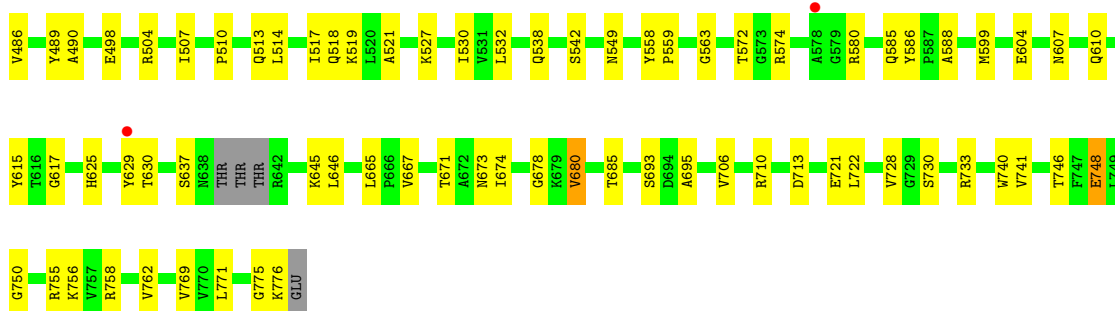 V486 Y489 A490 E498 R504 I507 P510 Q513 L514 I517 Q518 K519 L520 A521 K527 I530 V531 L532 Q538 S542 N549 Y558 P559 G563 T572 G573 R574 A578 G579 R580 Q585 Y586 P587 A588 M599 E604 N607 Q610
Y615 T616 G617 H625 Y629 T630 S637 N638 THR THR THR R642 K645 L646 L665 P666 V667 T671 A672 N673 I674 G678 K679 V680 T685 S693 D694 A695 V706 R710 D713 E721 L722 V728 G729 S730 R733 W740 V741 T746 F747 E748 L749
G750 R755 K756 V757 R758 V762 V769 V770 L771 G775 K776 GLU